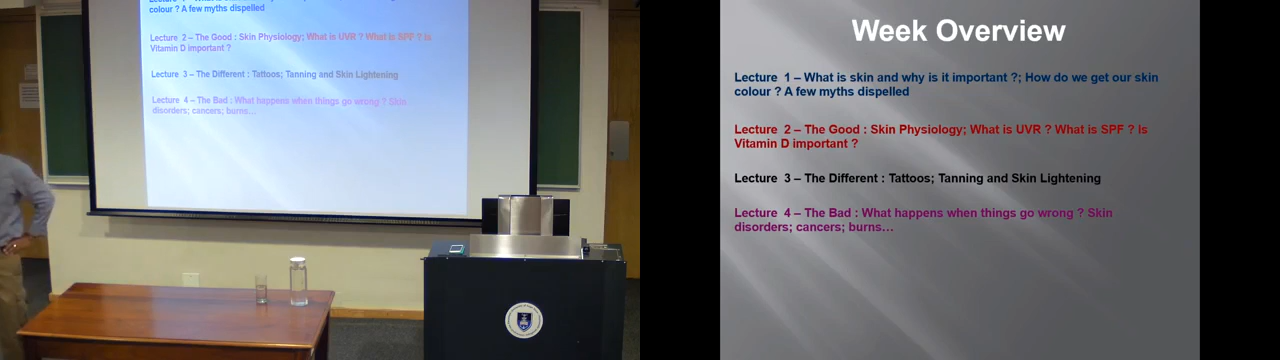 colour ? A few myths dispelled
Lecture 2 – The Good : Skin Physiology; What is UVR ? What is SPF ? Is
Vitamin D important ?
Lecture 3 – The Different : Tattoos; Tanning and Skin Lightening
Lecture 4 – The Bad : What happens when things go wrong ? Skin
disorders; cancers; burns...
Week Overview
Lecture 1 – What is skin and why is it important ?; How do we get our skin
colour ? A few myths dispelled
Lecture 2 – The Good : Skin Physiology; What is UVR ? What is SPF ? Is
Vitamin D important ?
Lecture 3 – The Different : Tattoos; Tanning and Skin Lightening
Lecture 4 – The Bad : What happens when things go wrong ? Skin
disorders; cancers; burns...